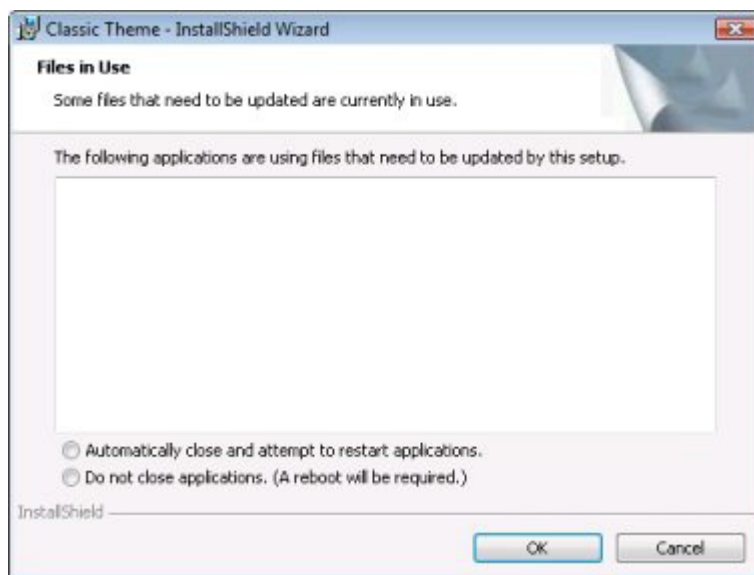 Classic Theme - InstallShield Wizard
Files in Use
Some files that need to be updated are currently in use.
The following applications are using files that need to be updated by this setup.
Automatically close and attempt to restart applications.
Do not close applications. (A reboot will be required.)
InstallShield
OK
Cancel